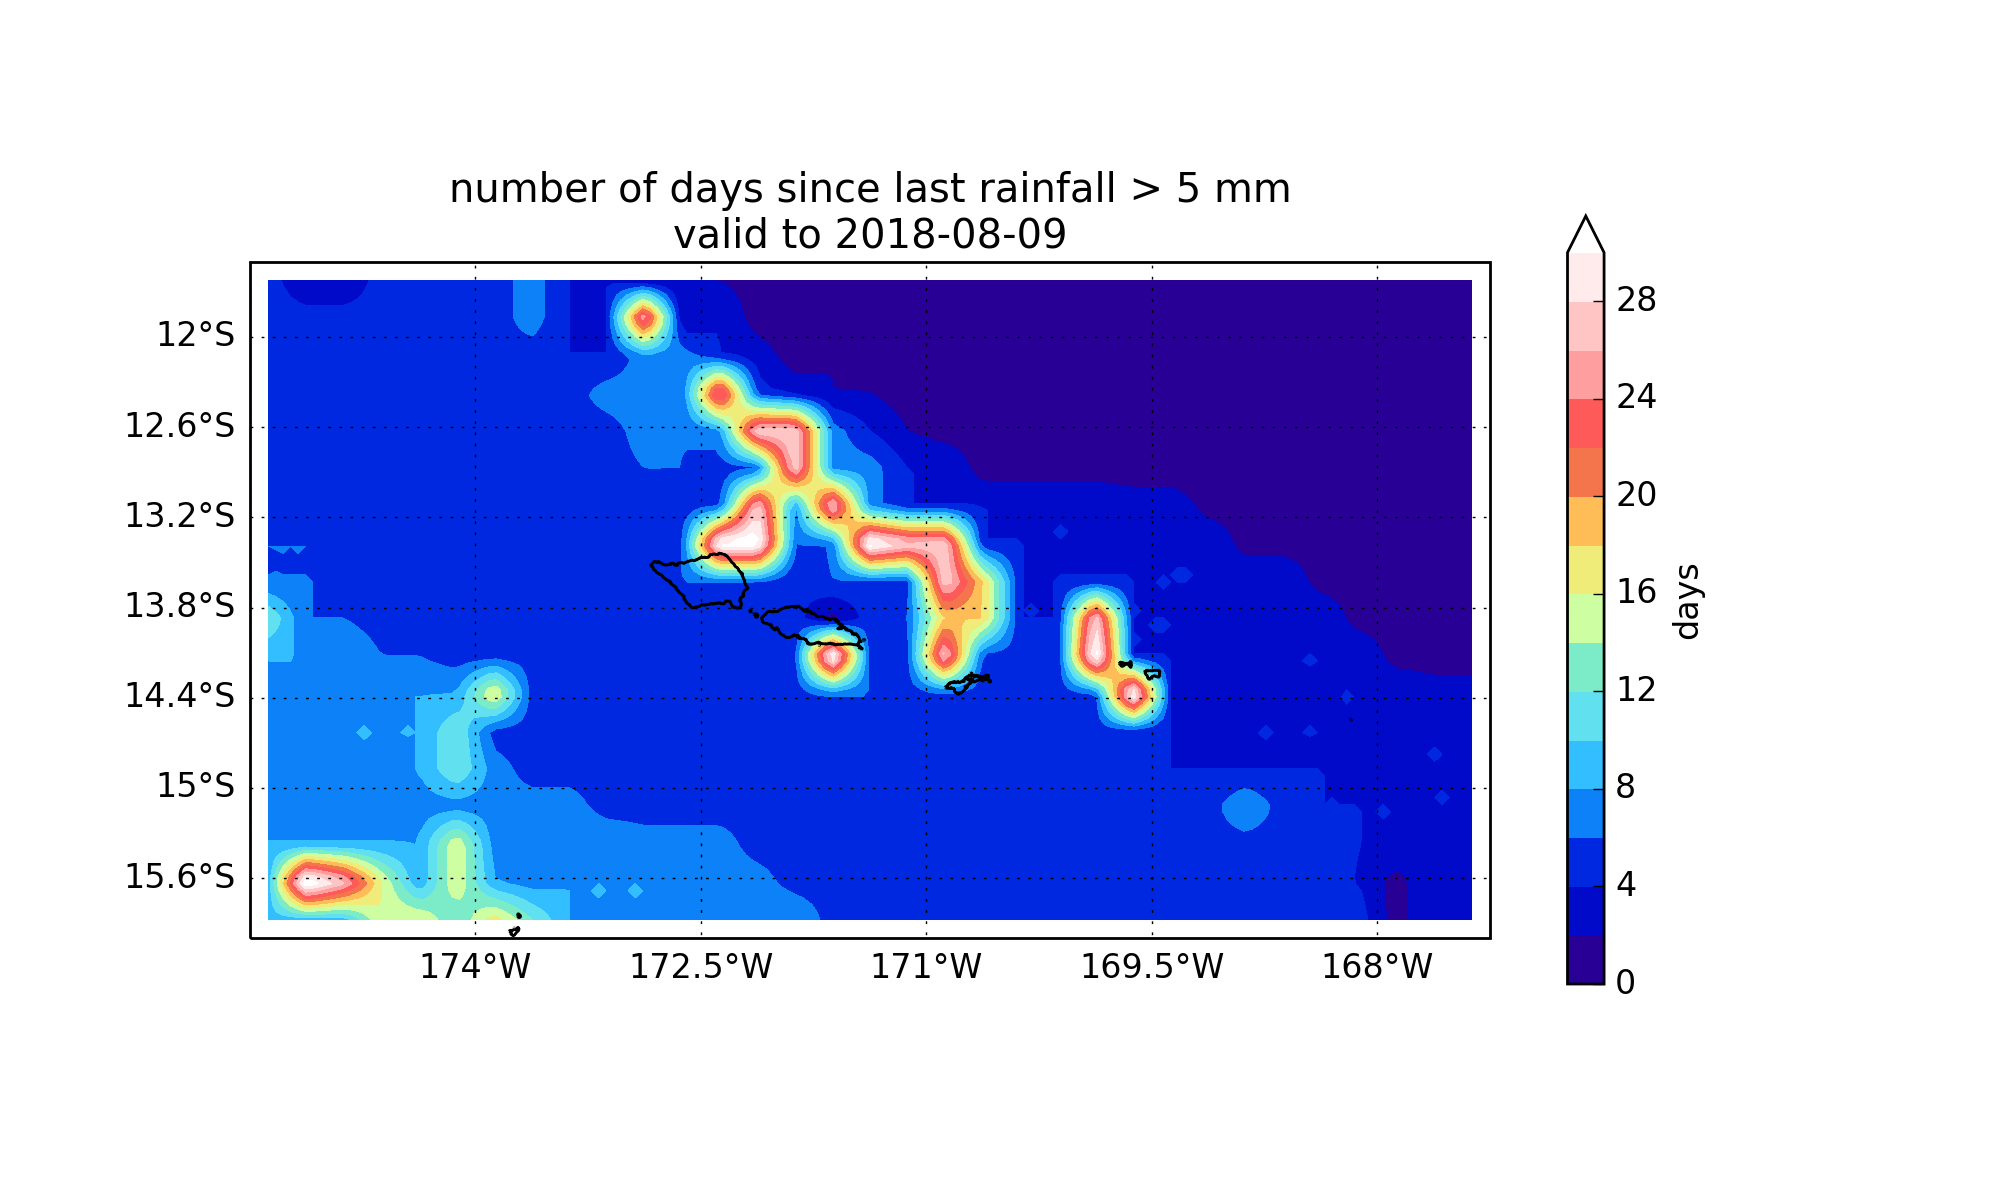 number of days since last rainfall > 5 mm
valid to 2018-08-09
12°S
12.6°S
13.2°S
13.8°S
14.4°S
15°S
15.6°S
174°W
172.5°W
171°W
169.5°W
168°W
28
24
20
16
12
8
4
0
days